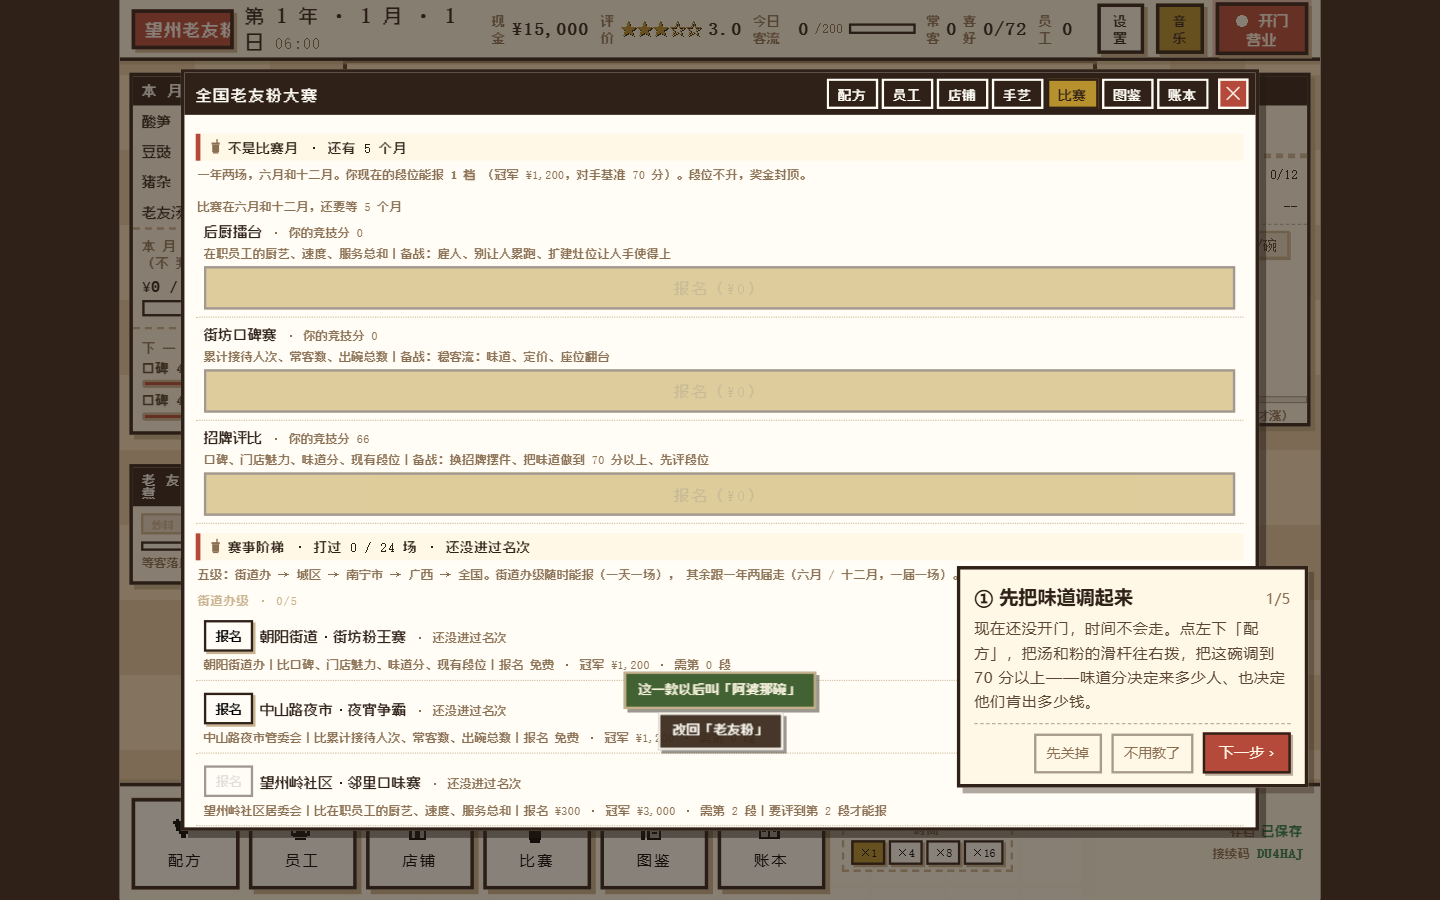 望州老友粉
第 1 年 · 1 月 · 1 日 06:00
现金 ¥15,000
评价 ★★★☆☆ 3.0
今日客流 0 /200
常客 0
喜好 0/72
员工 0
设置
音乐
开门营业
本 月
酸笋
豆豉
猪杂
老友汤
本 月
（不
¥0 /
下 一
口碑 4
口碑 4
老 友
煮
炒料
等客落
全国老友粉大赛
配方
员工
店铺
手艺
比赛
图鉴
账本
0/12
--
/碗
才涨）
不是比赛月 · 还有 5 个月
一年两场，六月和十二月。你现在的段位能报 1 档 （冠军 ¥1,200，对手基准 70 分）。段位不升，奖金封顶。
比赛在六月和十二月，还要等 5 个月
后厨擂台 · 你的竞技分 0
在职员工的厨艺、速度、服务总和 | 备战：雇人、别让人累跑、扩建灶位让人手使得上
报名（¥0）
街坊口碑赛 · 你的竞技分 0
累计接待人次、常客数、出碗总数 | 备战：稳客流：味道、定价、座位翻台
报名（¥0）
招牌评比 · 你的竞技分 66
口碑、门店魅力、味道分、现有段位 | 备战：换招牌摆件、把味道做到 70 分以上、先评段位
报名（¥0）
赛事阶梯 · 打过 0 / 24 场 · 还没进过名次
五级：街道办 → 城区 → 南宁市 → 广西 → 全国。街道办级随时能报（一天一场）， 其余跟一年两届走（六月 / 十二月，一届一场）。
街道办级 · 0/5
报名 朝阳街道 · 街坊粉王赛 · 还没进过名次
朝阳街道办 | 比口碑、门店魅力、味道分、现有段位 | 报名 免费 · 冠军 ¥1,200 · 需第 0 段
报名 中山路夜市 · 夜宵争霸 · 还没进过名次
中山路夜市管委会 | 比累计接待人次、常客数、出碗总数 | 报名 免费 · 冠军 ¥1,2
报名 望州岭社区 · 邻里口味赛 · 还没进过名次
望州岭社区居委会 | 比在职员工的厨艺、速度、服务总和 | 报名 ¥300 · 冠军 ¥3,000 · 需第 2 段 | 要评到第 2 段才能报
这一款以后叫「阿婆那碗」
改回「老友粉」
① 先把味道调起来 1/5
现在还没开门，时间不会走。点左下「配
方」，把汤和粉的滑杆往右拨，把这碗调到
70 分以上——味道分决定来多少人、也决定
他们肯出多少钱。
先关掉
不用教了
下一步 ›
配方
员工
店铺
比赛
图鉴
账本
×1
×4
×8
×16
已保存
接续码 DU4HAJ